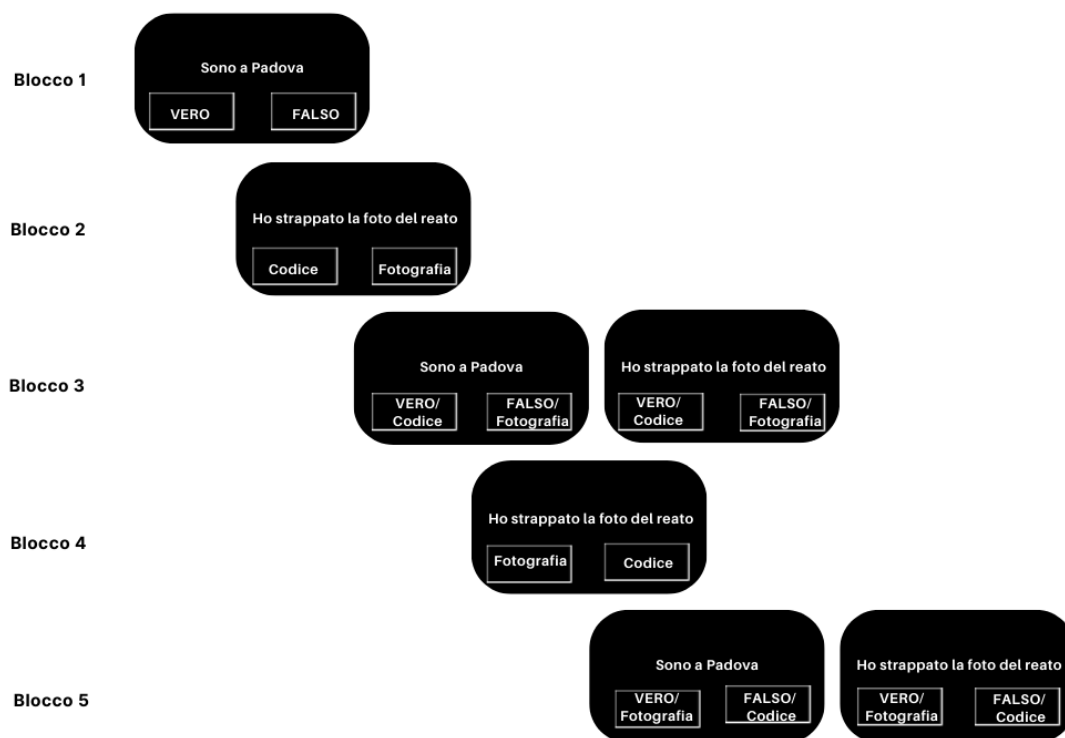 Blocco 1
Sono a Padova
VERO
FALSO
Blocco 2
Ho strappato la foto del reato
Codice
Fotografia
Blocco 3
Sono a Padova
VERO/
Codice
FALSO/
Fotografia
Ho strappato la foto del reato
VERO/
Codice
FALSO/
Fotografia
Blocco 4
Ho strappato la foto del reato
Fotografia
Codice
Blocco 5
Sono a Padova
VERO/
Fotografia
FALSO/
Codice
Ho strappato la foto del reato
VERO/
Fotografia
FALSO/
Codice